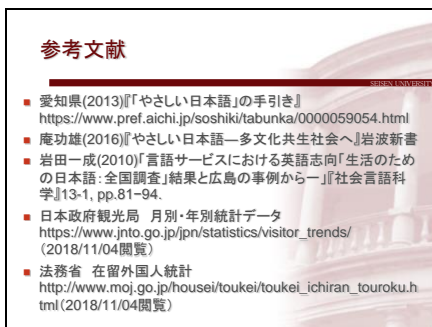 参考文献
SEISEN UNIVERSITY
愛知県(2013)『「やさしい日本語」の手引き』
https://www.pref.aichi.jp/soshiki/tabunka/0000059054.html
庵功雄(2016)『やさしい日本語―多文化共生社会へ』岩波新書
岩田一成(2010)「言語サービスにおける英語志向「生活のため
の日本語：全国調査」結果と広島の事例から―」『社会言語科
学』13-1, pp.81−94.
日本政府観光局　月別・年別統計データ
https://www.jnto.go.jp/jpn/statistics/visitor_trends/
（2018/11/04閲覧）
法務省　在留外国人統計
http://www.moj.go.jp/housei/toukei/toukei_ichiran_touroku.h
tml（2018/11/04閲覧）